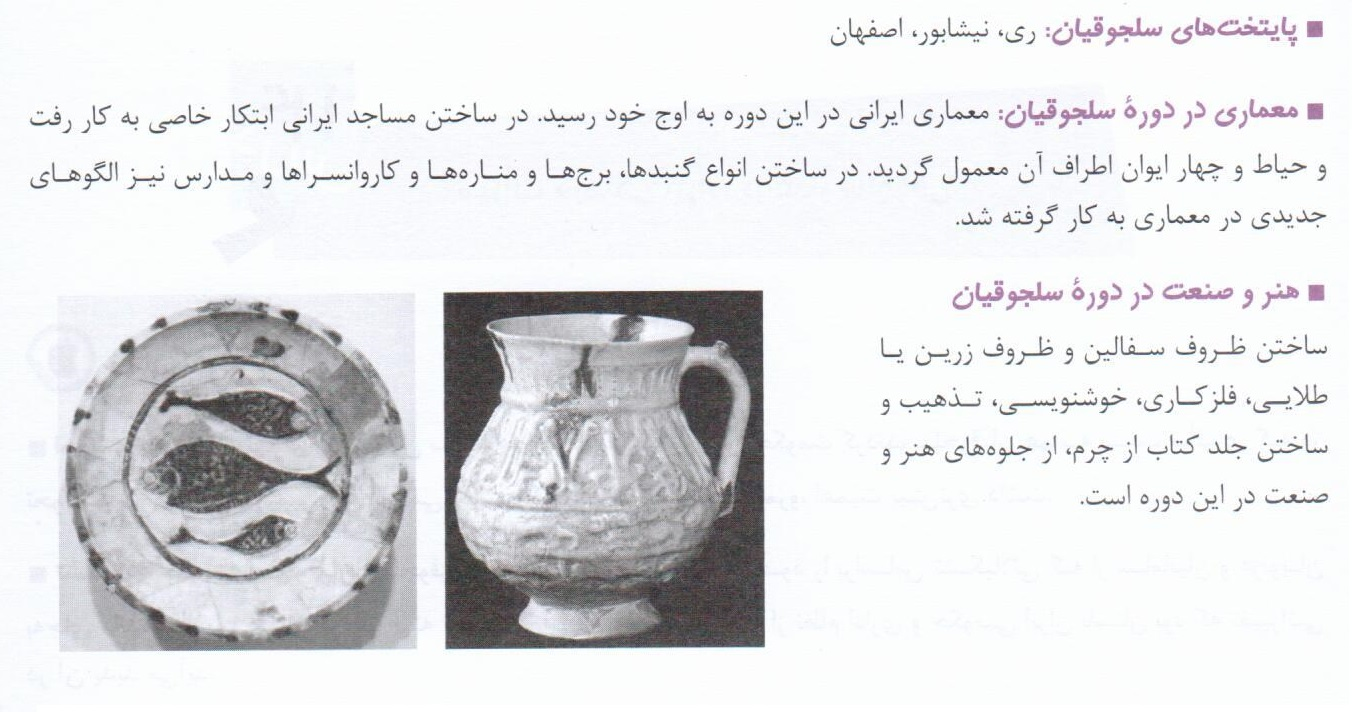 ■ پایتخت‌های سلجوقیان: ری، نیشابور، اصفهان
■ معماری در دورهٔ سلجوقیان: معماری ایرانی در این دوره به اوج خود رسید. در ساختن مساجد ایرانی ابتکار خاصی به کار رفت
و حیاط و چهار ایوان اطراف آن معمول گردید. در ساختن انواع گنبدها، برج‌ها و مناره‌ها و کاروانسراها و مدارس نیز الگوهای
جدیدی در معماری به کار گرفته شد.
■ هنر و صنعت در دورهٔ سلجوقیان
ساختن ظروف سفالین و ظروف زرین یا
طلایی، فلزکاری، خوشنویسی، تذهیب و
ساختن جلد کتاب از چرم، از جلوه‌های هنر و
صنعت در این دوره است.